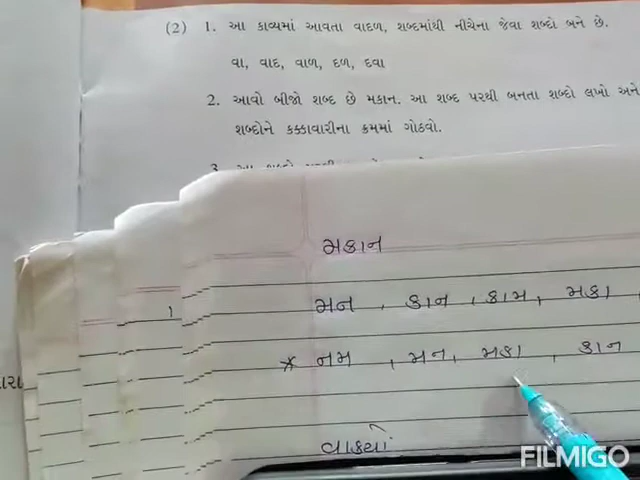 (2) 1. આ કાવ્યમાં આવતા વાદળ, શબ્દમાંથી નીચેના જેવા શબ્દો બને છે.
વા, વાદ, વાળ, દળ, દવા
2. આવો બીજો શબ્દ છે મકાન. આ શબ્દ પરથી બનતા શબ્દો લખો અને
શબ્દોને કક્કાવારીના ક્રમમાં ગોઠવો.
3.
મકાન
મન, કાન, કામ, મકા
* નમ, મન, મકા, કાન
વાક્યો
FILMIGO